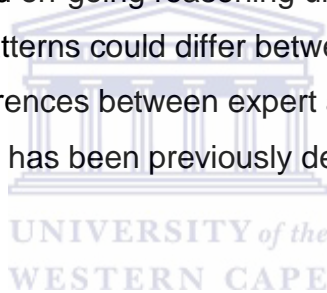 on-going reasoning
tterns could differ betwe
rences between expert
has been previously de
UNIVERSITY of the
WESTERN CAPE